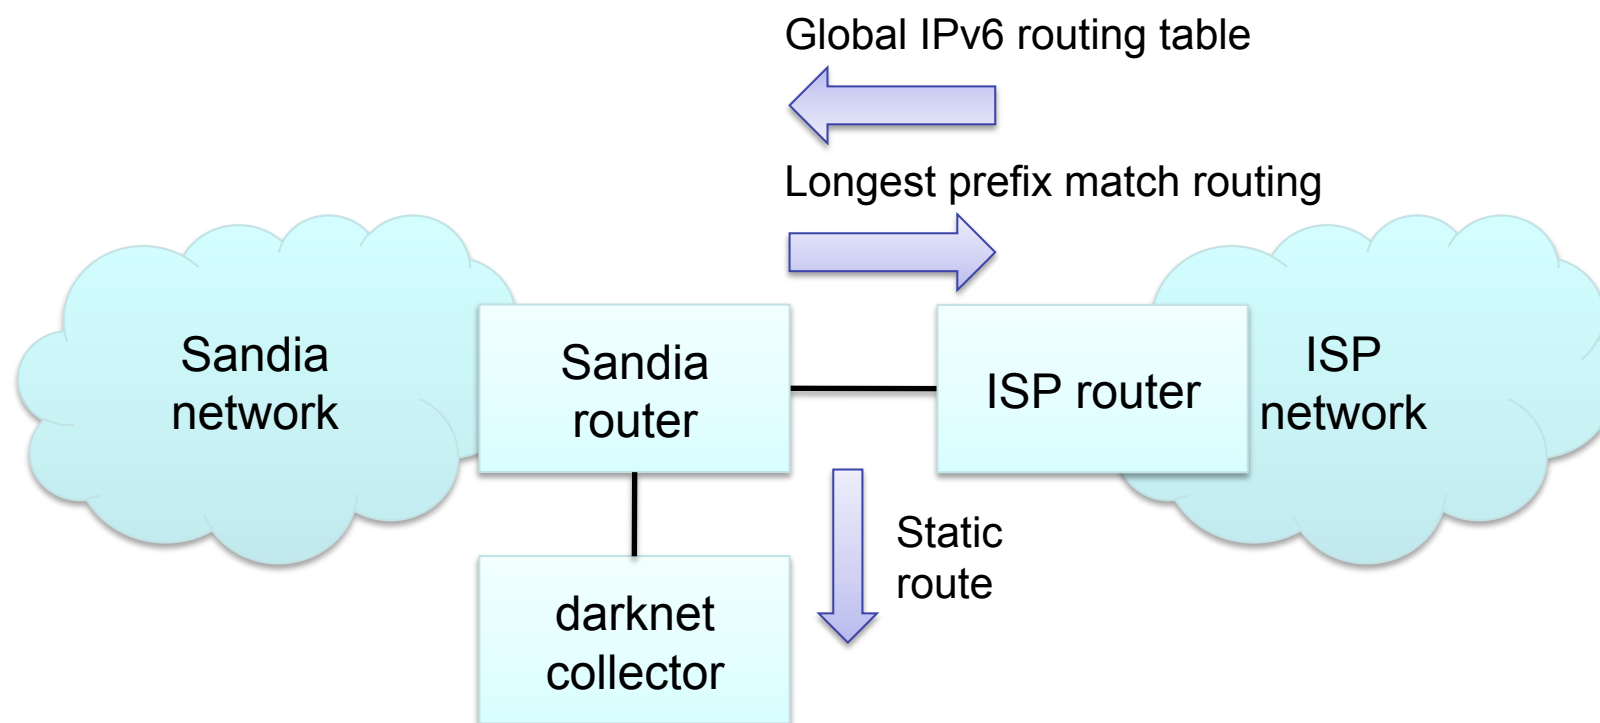 Global IPv6 routing table
Longest prefix match routing
Sandia
network
Sandia
router
ISP router
ISP
network
Static
route
darknet
collector